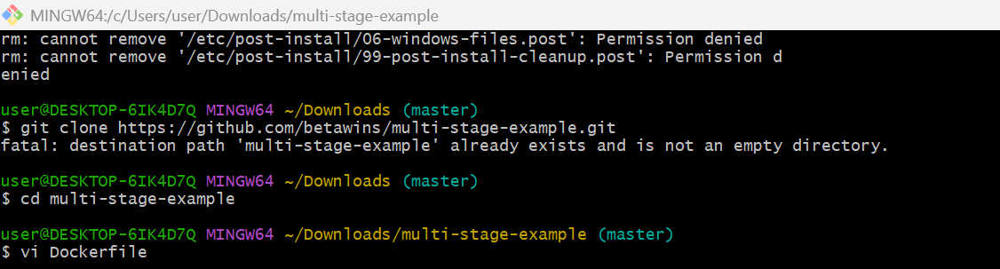 MINGW64:/c/Users/user/Downloads/multi-stage-example
rm: cannot remove '/etc/post-install/06-windows-files.post': Permission denied
rm: cannot remove '/etc/post-install/99-post-install-cleanup.post': Permission d
enied
user@DESKTOP-6IK4D7Q MINGW64 ~/Downloads (master)
$ git clone https://github.com/betawins/multi-stage-example.git
fatal: destination path 'multi-stage-example' already exists and is not an empty directory.
user@DESKTOP-6IK4D7Q MINGW64 ~/Downloads (master)
$ cd multi-stage-example
user@DESKTOP-6IK4D7Q MINGW64 ~/Downloads/multi-stage-example (master)
$ vi Dockerfile